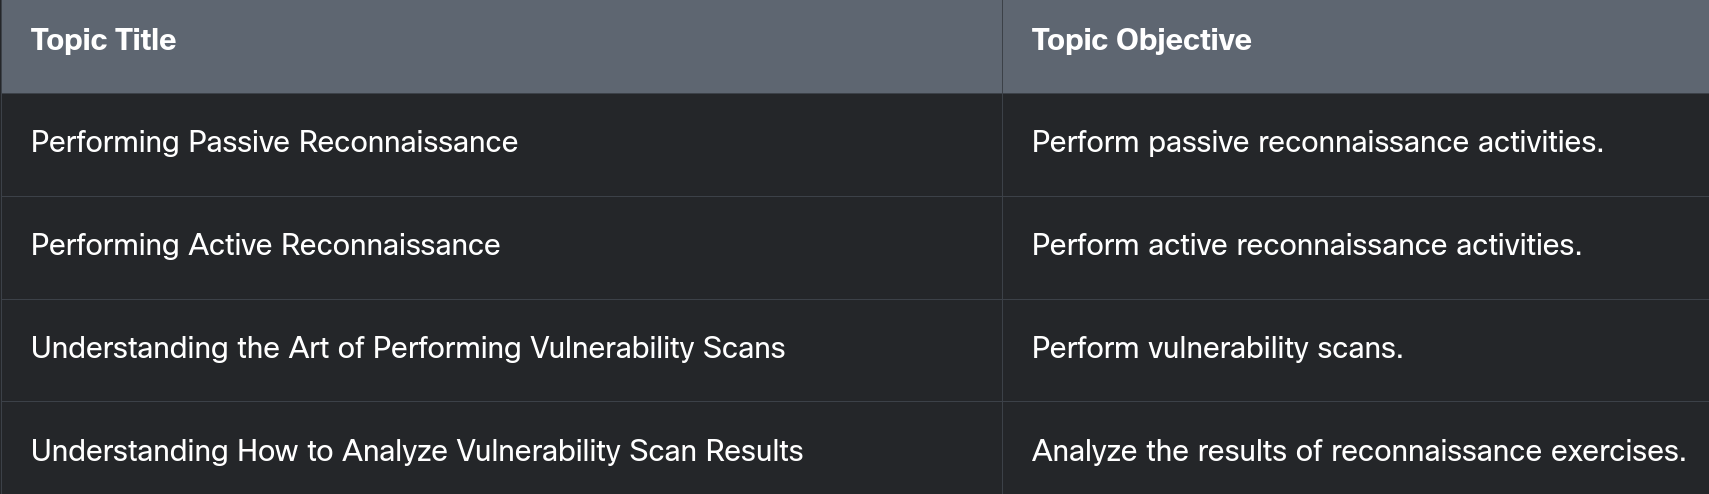 Topic Title
Topic Objective
Performing Passive Reconnaissance
Perform passive reconnaissance activities.
Performing Active Reconnaissance
Perform active reconnaissance activities.
Understanding the Art of Performing Vulnerability Scans
Perform vulnerability scans.
Understanding How to Analyze Vulnerability Scan Results
Analyze the results of reconnaissance exercises.